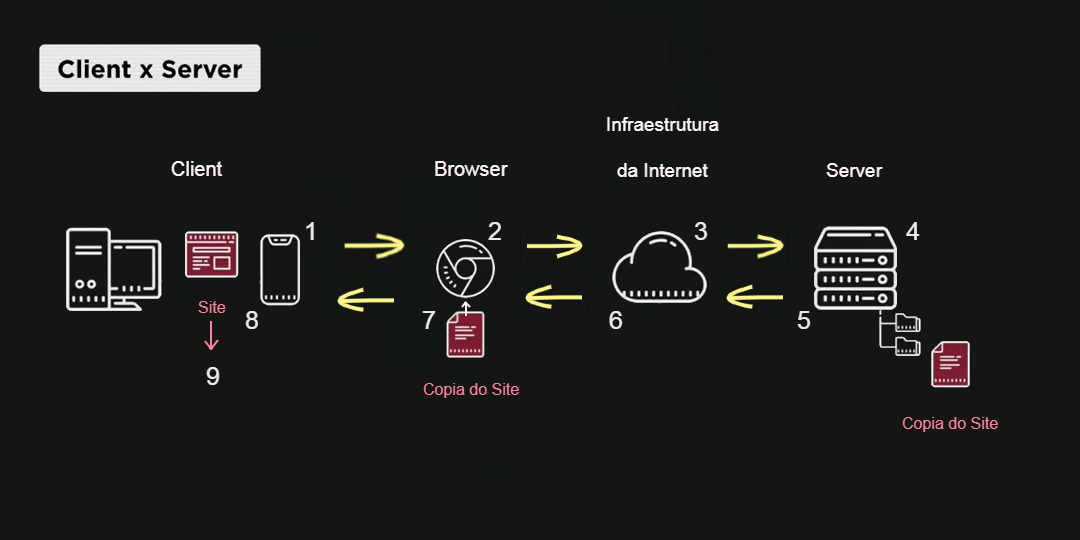 Client x Server
Infraestrutura
da Internet
Client
Browser
Server
1
2
3
4
Site
8
7
6
5
9
Copia do Site
Copia do Site